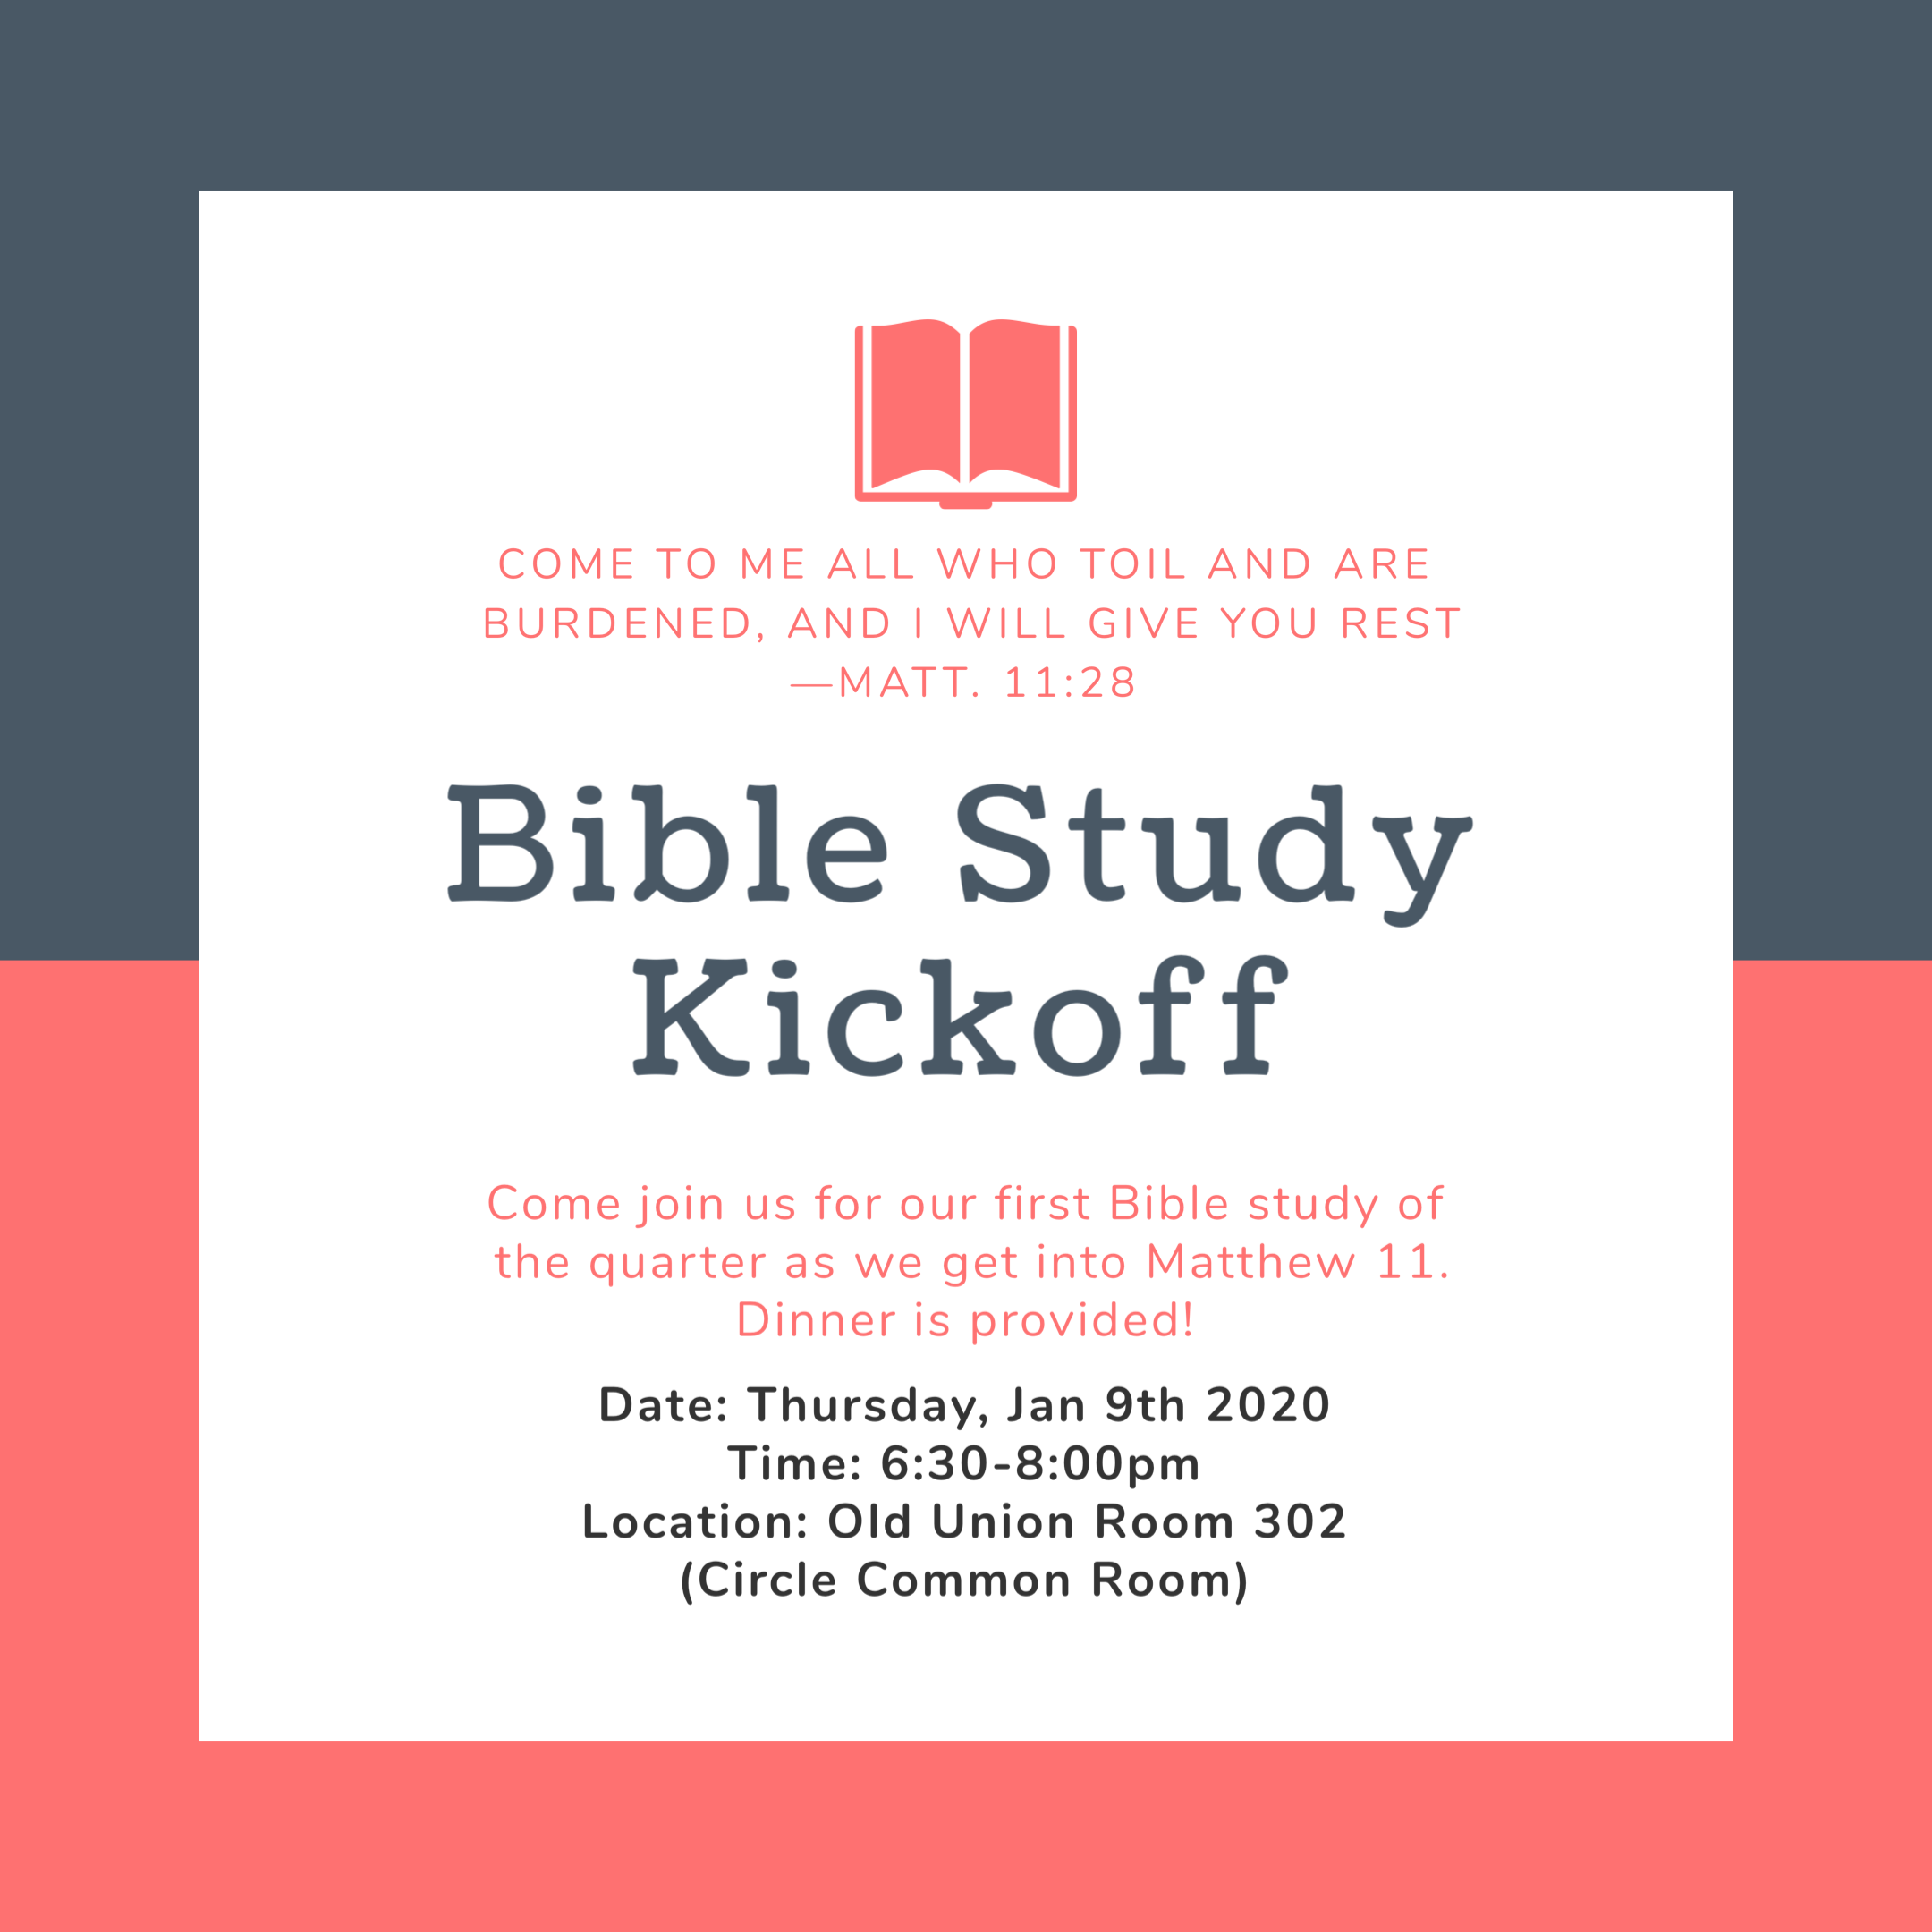 COME TO ME ALL WHO TOIL AND ARE
BURDENED, AND I WILL GIVE YOU REST
—MATT. 11:28
Bible Study
Kickoff
Come join us for our first Bible study of
the quarter as we get into Matthew 11.
Dinner is provided!
Date: Thursday, Jan 9th 2020
Time: 6:30-8:00pm
Location: Old Union Room 302
(Circle Common Room)